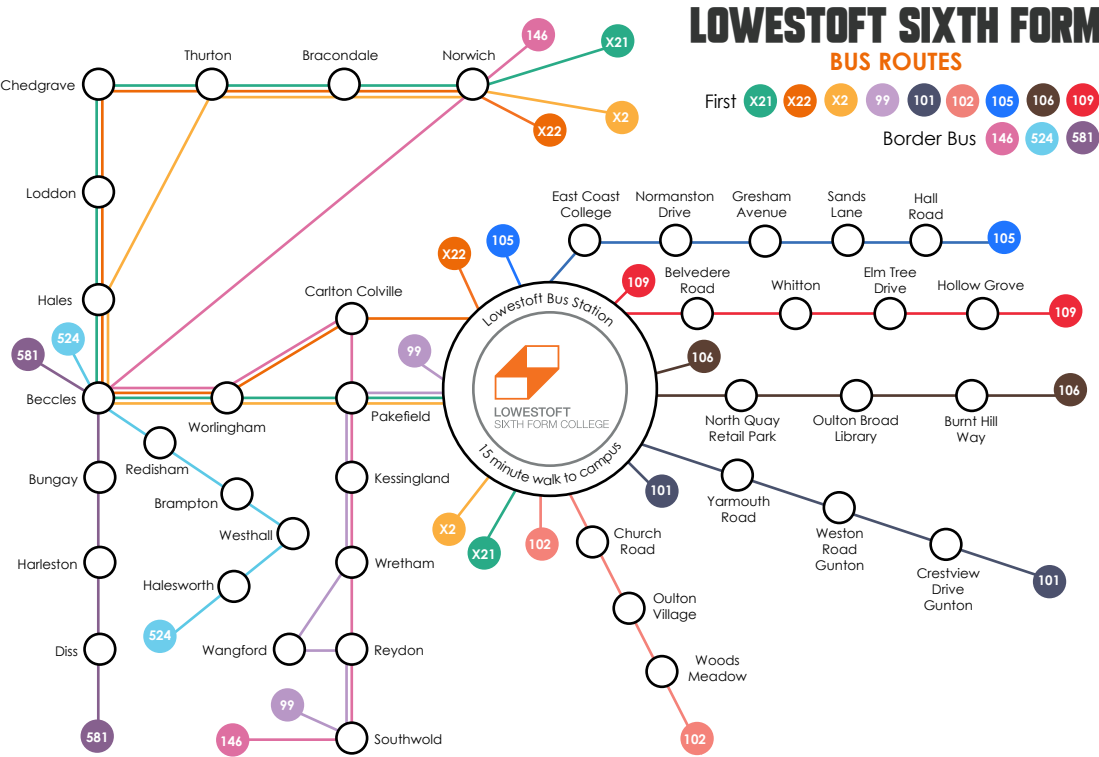 LOWESTOFT SIXTH FORM
BUS ROUTES
First X21 X22 X2 99 101 102 105 106 109
Border Bus 146 524 581
146
X21
X2
X22
Thurton
Bracondale
Norwich
Chedgrave
Loddon
Hales
524
581
Beccles
Worlingham
Carlton Colville
Pakefield
Redisham
Brampton
Westhall
Halesworth
524
Bungay
Harleston
Diss
581
Kessingland
Wretham
Wangford
Reydon
99
146
Southwold
X22
105
99
Lowestoft Bus Station
LOWESTOFT
SIXTH FORM COLLEGE
15 minute walk to campus
X2
X21
102
101
106
109
East Coast
College
Normanston
Drive
Gresham
Avenue
Sands
Lane
Hall
Road
105
Belvedere
Road
Whitton
Elm Tree
Drive
Hollow Grove
109
North Quay
Retail Park
Oulton Broad
Library
Burnt Hill
Way
106
Yarmouth
Road
Weston
Road
Gunton
Crestview
Drive
Gunton
101
Church
Road
Oulton
Village
Woods
Meadow
102